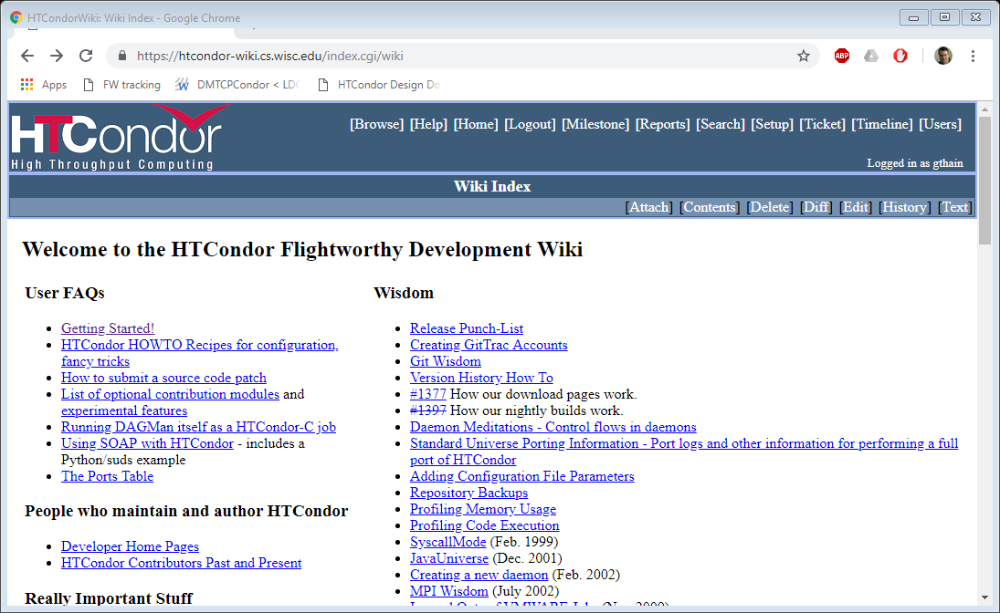 HTCondorWiki: Wiki Index - Google Chrome
https://htcondor-wiki.cs.wisc.edu/index.cgi/wiki
ABP
Apps FW tracking DMTCPCondor < LDC HTCondor Design Do
HTCondor
High Throughput Computing
[Browse] [Help] [Home] [Logout] [Milestone] [Reports] [Search] [Setup] [Ticket] [Timeline] [Users]
Logged in as gthain
Wiki Index
[Attach] [Contents] [Delete] [Diff] [Edit] [History] [Text]
Welcome to the HTCondor Flightworthy Development Wiki
User FAQs
Getting Started!
HTCondor HOWTO Recipes for configuration,
fancy tricks
How to submit a source code patch
List of optional contribution modules and
experimental features
Running DAGMan itself as a HTCondor-C job
Using SOAP with HTCondor - includes a
Python/suds example
The Ports Table
People who maintain and author HTCondor
Developer Home Pages
HTCondor Contributors Past and Present
Really Important Stuff
Wisdom
Release Punch-List
Creating GitTrac Accounts
Git Wisdom
Version History How To
#1377 How our download pages work.
#1397 How our nightly builds work.
Daemon Meditations - Control flows in daemons
Standard Universe Porting Information - Port logs and other information for performing a full
port of HTCondor
Adding Configuration File Parameters
Repository Backups
Profiling Memory Usage
Profiling Code Execution
SyscallMode (Feb. 1999)
JavaUniverse (Dec. 2001)
Creating a new daemon (Feb. 2002)
MPI Wisdom (July 2002)